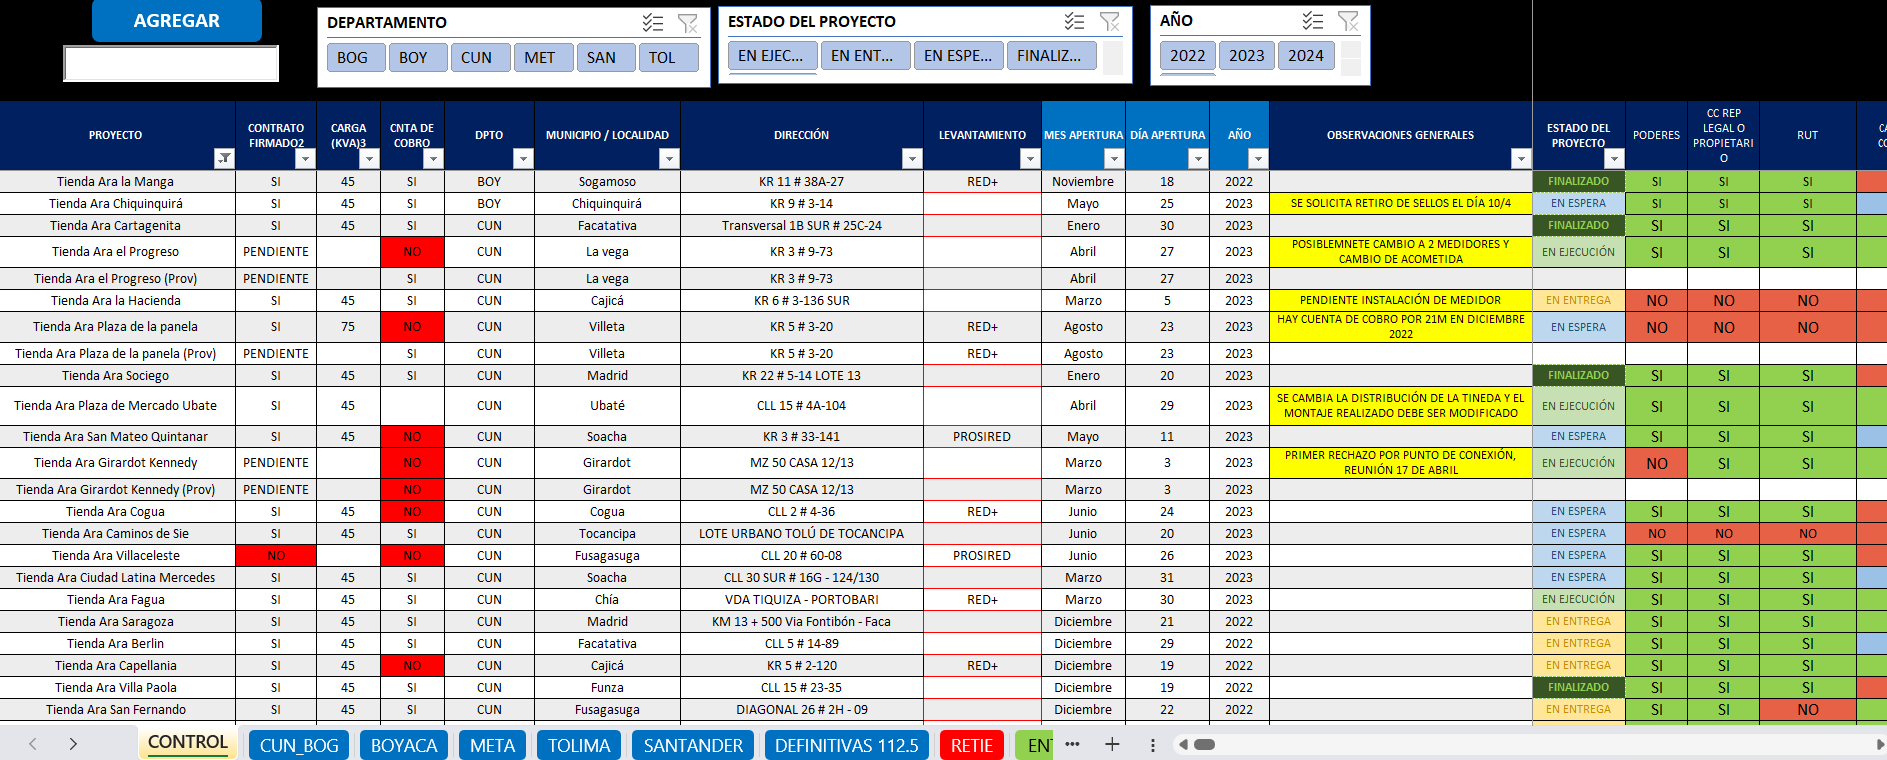 AGREGAR
DEPARTAMENTO
BOG BOY CUN MET SAN TOL
ESTADO DEL PROYECTO
EN EJEC... EN ENT... EN ESPE... FINALIZ...
AÑO
2022 2023 2024
PROYECTO CONTRATO FIRMADO2 CARGA (KVA)3 CNTA DE COBRO DPTO MUNICIPIO / LOCALIDAD DIRECCIÓN LEVANTAMIENTO MES APERTURA DÍA APERTURA AÑO OBSERVACIONES GENERALES ESTADO DEL PROYECTO PODERES CC REP LEGAL O PROPIETARIO RUT
Tienda Ara la Manga SI 45 SI BOY Sogamoso KR 11 # 38A-27 RED+ Noviembre 18 2022 FINALIZADO SI SI SI
Tienda Ara Chiquinquirá SI 45 SI BOY Chiquinquirá KR 9 # 3-14 Mayo 25 2023 SE SOLICITA RETIRO DE SELLOS EL DÍA 10/4 EN ESPERA SI SI SI
Tienda Ara Cartagenita SI 45 SI CUN Facatativa Transversal 1B SUR # 25C-24 Enero 30 2023 FINALIZADO SI SI SI
Tienda Ara el Progreso PENDIENTE NO CUN La vega KR 3 # 9-73 Abril 27 2023 POSIBLEMNETE CAMBIO A 2 MEDIDORES Y CAMBIO DE ACOMETIDA EN EJECUCIÓN SI SI SI
Tienda Ara el Progreso (Prov) PENDIENTE SI CUN La vega KR 3 # 9-73 Abril 27 2023
Tienda Ara la Hacienda SI 45 SI CUN Cajicá KR 6 # 3-136 SUR Marzo 5 2023 PENDIENTE INSTALACIÓN DE MEDIDOR EN ENTREGA NO NO NO
Tienda Ara Plaza de la panela SI 75 NO CUN Villeta KR 5 # 3-20 RED+ Agosto 23 2023 HAY CUENTA DE COBRO POR 21M EN DICIEMBRE 2022 EN ESPERA NO NO NO
Tienda Ara Plaza de la panela (Prov) PENDIENTE SI CUN Villeta KR 5 # 3-20 RED+ Agosto 23 2023
Tienda Ara Sociego SI 45 SI CUN Madrid KR 22 # 5-14 LOTE 13 Enero 20 2023 FINALIZADO SI SI SI
Tienda Ara Plaza de Mercado Ubate SI 45 CUN Ubaté CLL 15 # 4A-104 Abril 29 2023 SE CAMBIA LA DISTRIBUCIÓN DE LA TINEDA Y EL MONTAJE REALIZADO DEBE SER MODIFICADO EN EJECUCIÓN SI SI SI
Tienda Ara San Mateo Quintanar SI 45 NO CUN Soacha KR 3 # 33-141 PROSIRED Mayo 11 2023 EN ESPERA SI SI SI
Tienda Ara Girardot Kennedy PENDIENTE NO CUN Girardot MZ 50 CASA 12/13 Marzo 3 2023 PRIMER RECHAZO POR PUNTO DE CONEXIÓN, REUNIÓN 17 DE ABRIL EN EJECUCIÓN NO SI SI
Tienda Ara Girardot Kennedy (Prov) PENDIENTE NO CUN Girardot MZ 50 CASA 12/13 Marzo 3 2023
Tienda Ara Cogua SI 45 NO CUN Cogua CLL 2 # 4-36 RED+ Junio 24 2023 EN ESPERA SI SI SI
Tienda Ara Caminos de Sie SI 45 SI CUN Tocancipa LOTE URBANO TOLÚ DE TOCANCIPA Junio 20 2023 EN ESPERA NO NO NO
Tienda Ara Villaceleste NO NO CUN Fusagasuga CLL 20 # 60-08 PROSIRED Junio 26 2023 EN ESPERA SI SI SI
Tienda Ara Ciudad Latina Mercedes SI 45 SI CUN Soacha CLL 30 SUR # 16G - 124/130 Marzo 31 2023 EN ESPERA SI SI SI
Tienda Ara Fagua SI 45 SI CUN Chía VDA TIQUIZA - PORTOBARI RED+ Marzo 30 2023 EN EJECUCIÓN SI SI SI
Tienda Ara Saragoza SI 45 SI CUN Madrid KM 13 + 500 Via Fontibón - Faca Diciembre 21 2022 EN ENTREGA SI SI SI
Tienda Ara Berlin SI 45 SI CUN Facatativa CLL 5 # 14-89 Diciembre 29 2022 EN ENTREGA SI SI SI
Tienda Ara Capellania SI 45 NO CUN Cajicá KR 5 # 2-120 RED+ Diciembre 19 2022 EN ENTREGA SI SI SI
Tienda Ara Villa Paola SI 45 SI CUN Funza CLL 15 # 23-35 Diciembre 19 2022 FINALIZADO SI SI SI
Tienda Ara San Fernando SI 45 SI CUN Fusagasuga DIAGONAL 26 # 2H - 09 Diciembre 22 2022 EN ENTREGA SI SI NO
CONTROL CUN_BOG BOYACA META TOLIMA SANTANDER DEFINITIVAS 112.5 RETIE